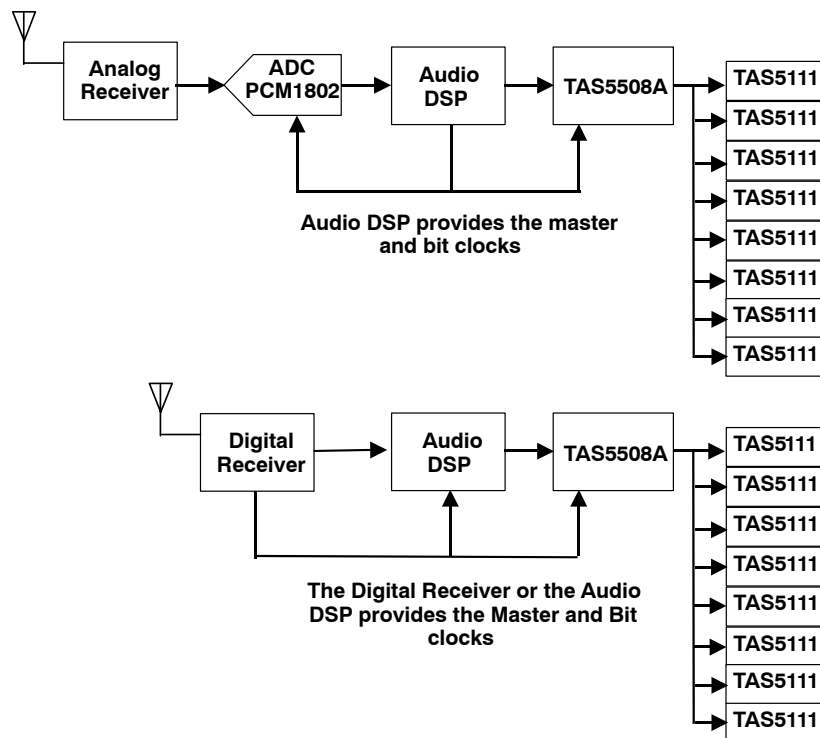 Analog
Receiver
ADC
PCM1802
Audio
DSP
TAS5508A
TAS5111
TAS5111
TAS5111
TAS5111
TAS5111
TAS5111
TAS5111
TAS5111
Audio DSP provides the master
and bit clocks
Digital
Receiver
Audio
DSP
TAS5508A
TAS5111
TAS5111
TAS5111
TAS5111
TAS5111
TAS5111
TAS5111
TAS5111
The Digital Receiver or the Audio
DSP provides the Master and Bit
clocks